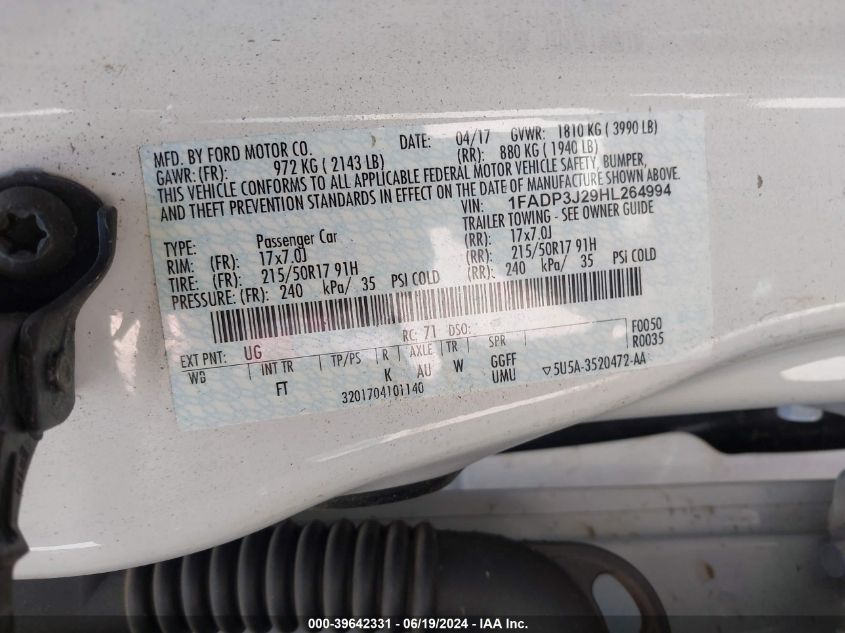 MFD. BY FORD MOTOR CO. DATE: 04/17 GVWR: 1810 KG ( 3990 LB)
GAWR: (FR): 972 KG ( 2143 LB) (RR): 880 KG ( 1940 LB)
THIS VEHICLE CONFORMS TO ALL APPLICABLE FEDERAL MOTOR VEHICLE SAFETY, BUMPER,
AND THEFT PREVENTION STANDARDS IN EFFECT ON THE DATE OF MANUFACTURE SHOWN ABOVE.
VIN: 1FADP3J29HL264994
TRAILER TOWING - SEE OWNER GUIDE
TYPE: Passenger Car
RIM: (FR): 17x7.0J (RR): 17x7.0J
TIRE: (FR): 215/50R17 91H (RR): 215/50R17 91H
PRESSURE: (FR): 240 kPa/ 35 PSI COLD (RR): 240 kPa/ 35 PSI COLD
EXT PNT: UG RC: 71 DSO: F0050
R0035
WB INT TR TP/PS R AXLE TR SPR
FT K AU W GGFF
UMU
3201704101140
▽5U5A-3520472-AA
000-39642331 - 06/19/2024 - IAA Inc.